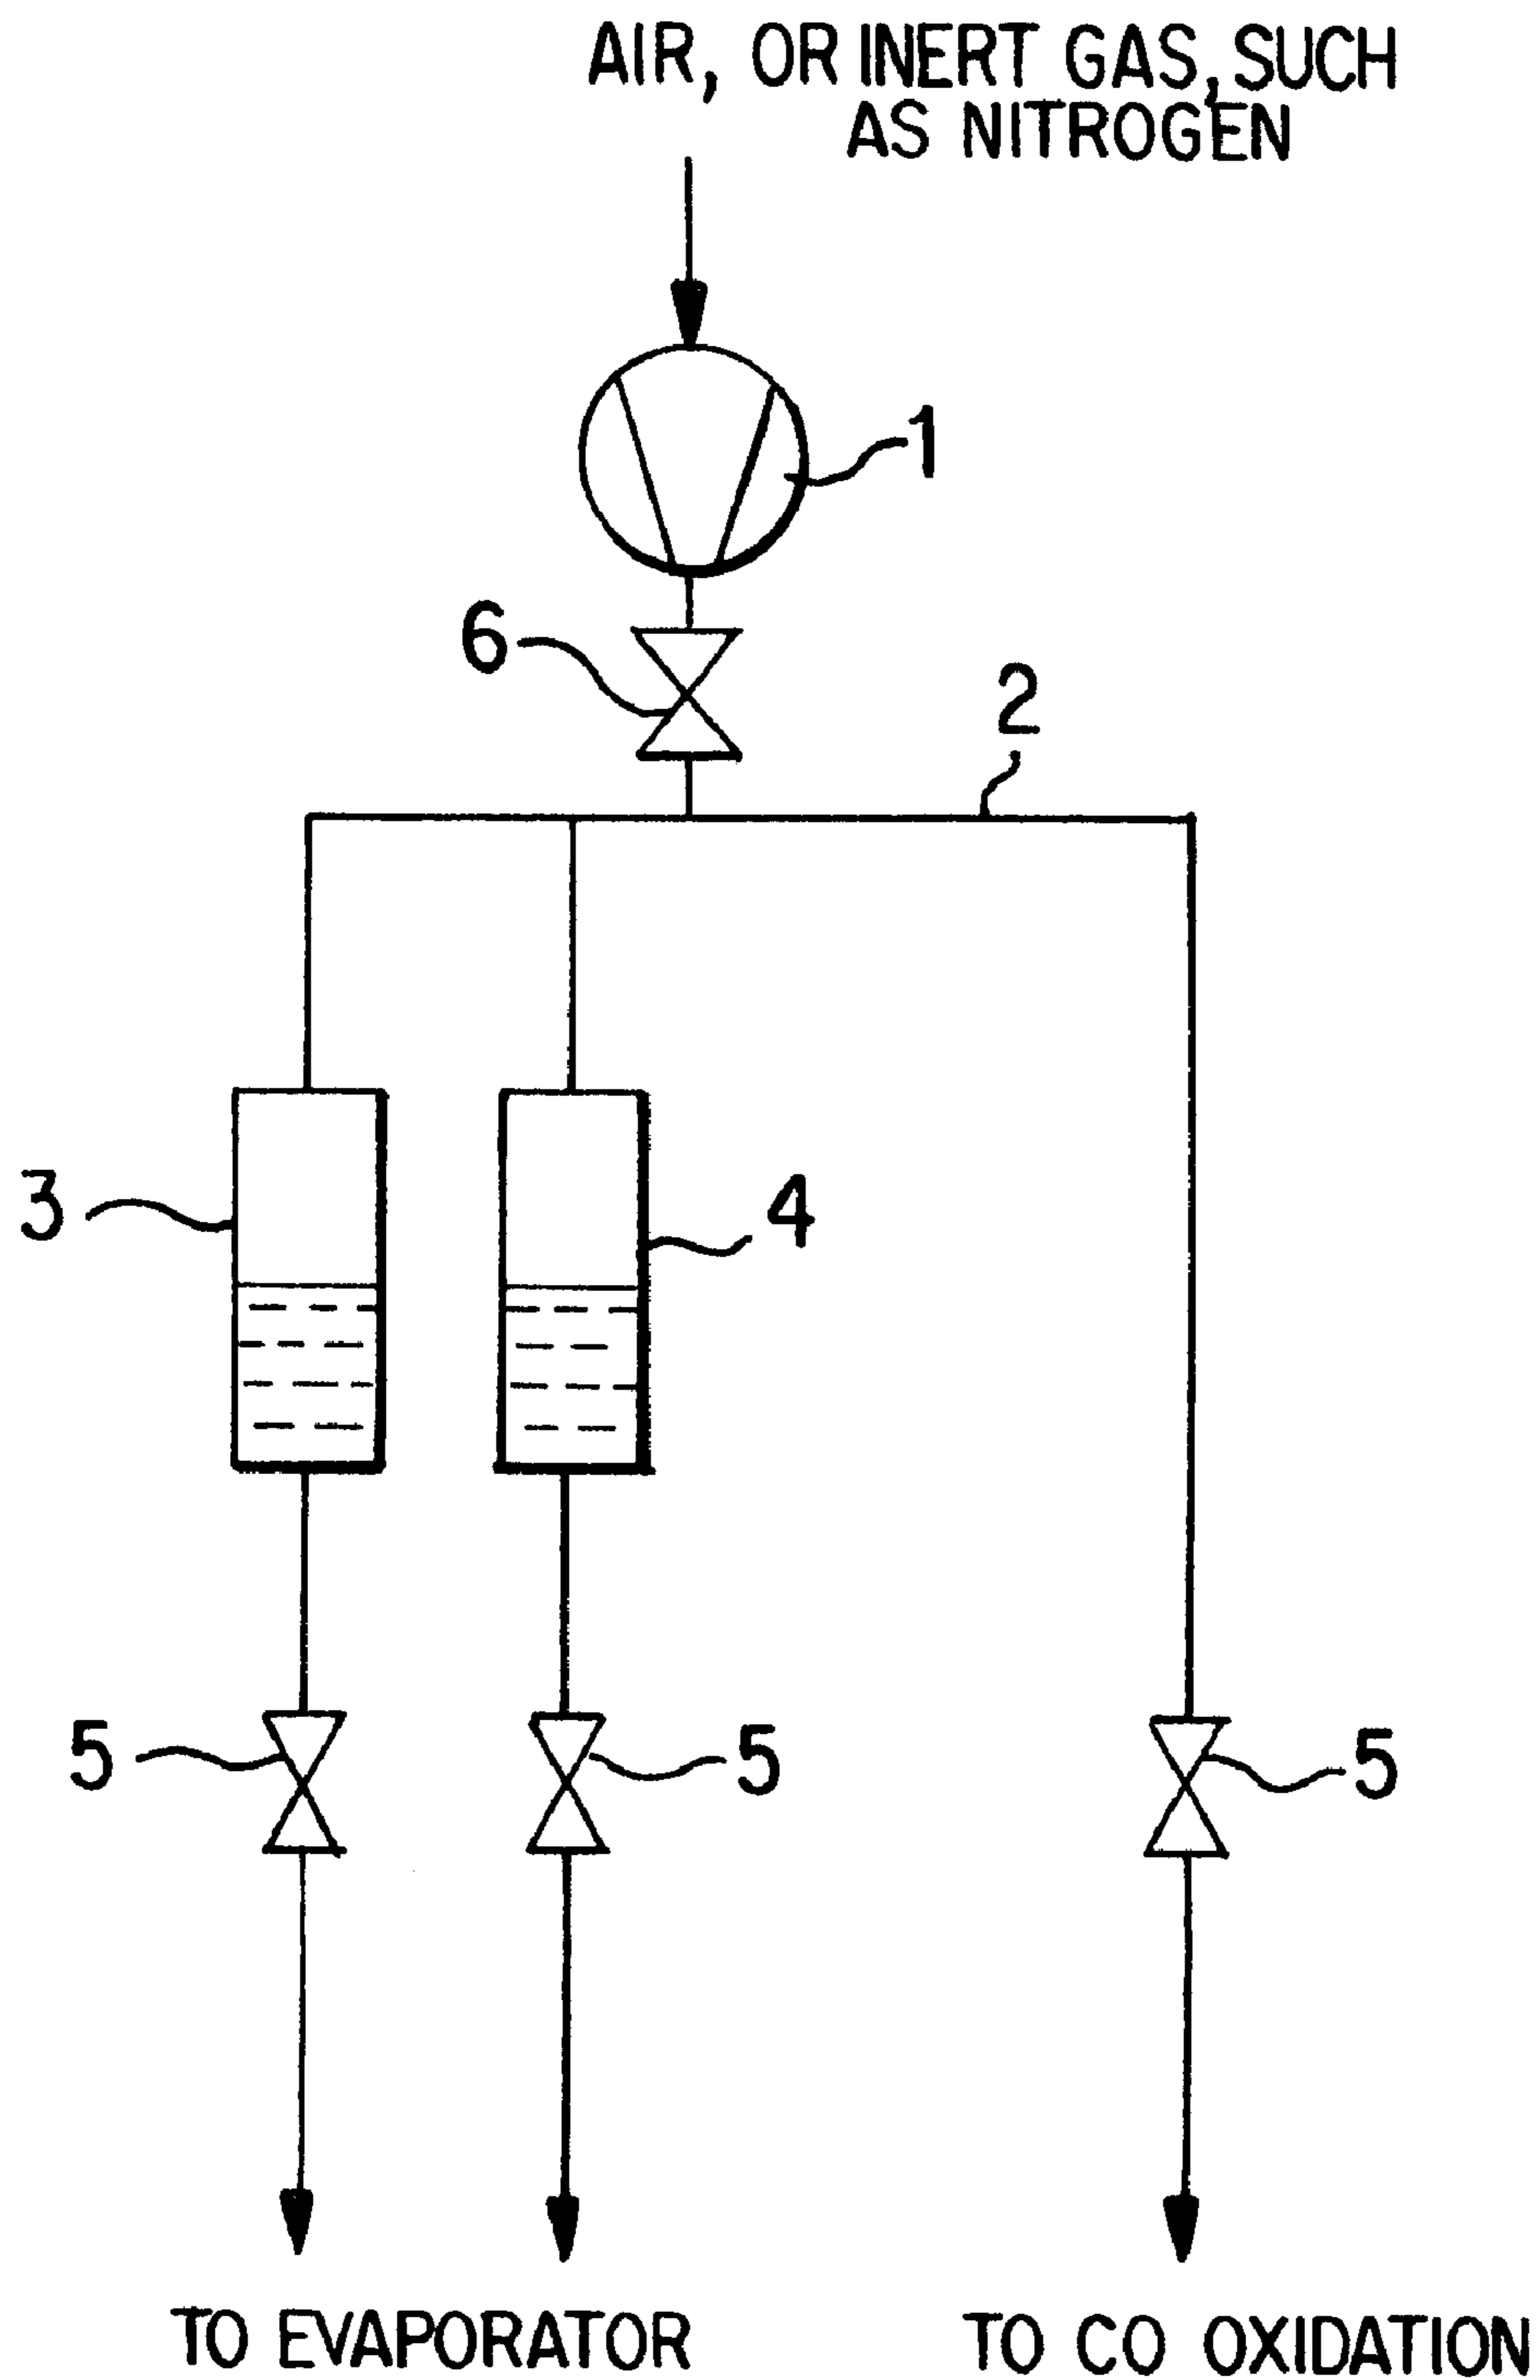 AIR, OR INERT GAS, SUCH
AS NITROGEN
1
6
2
3
4
5
5
5
TO EVAPORATOR
TO CO OXIDATION